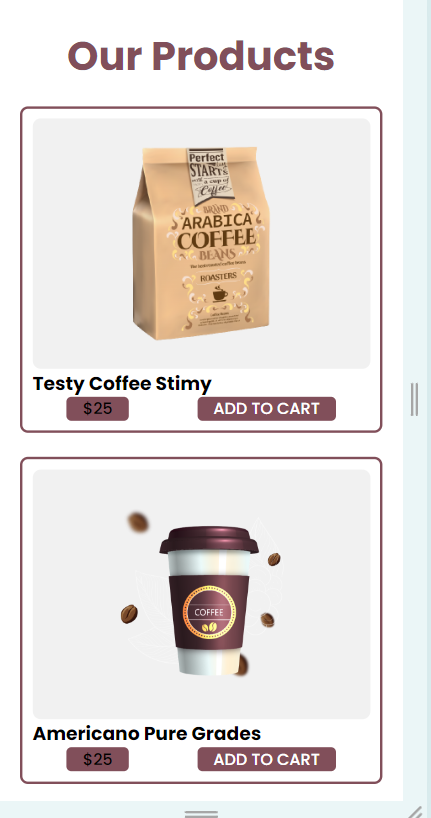 Our Products
Perfect
STARTS
with a cup of
Coffee
BRAND
ARABICA
COFFEE
BEANS
ROASTERS
Testy Coffee Stimy
$25 ADD TO CART
COFFEE
Americano Pure Grades
$25 ADD TO CART